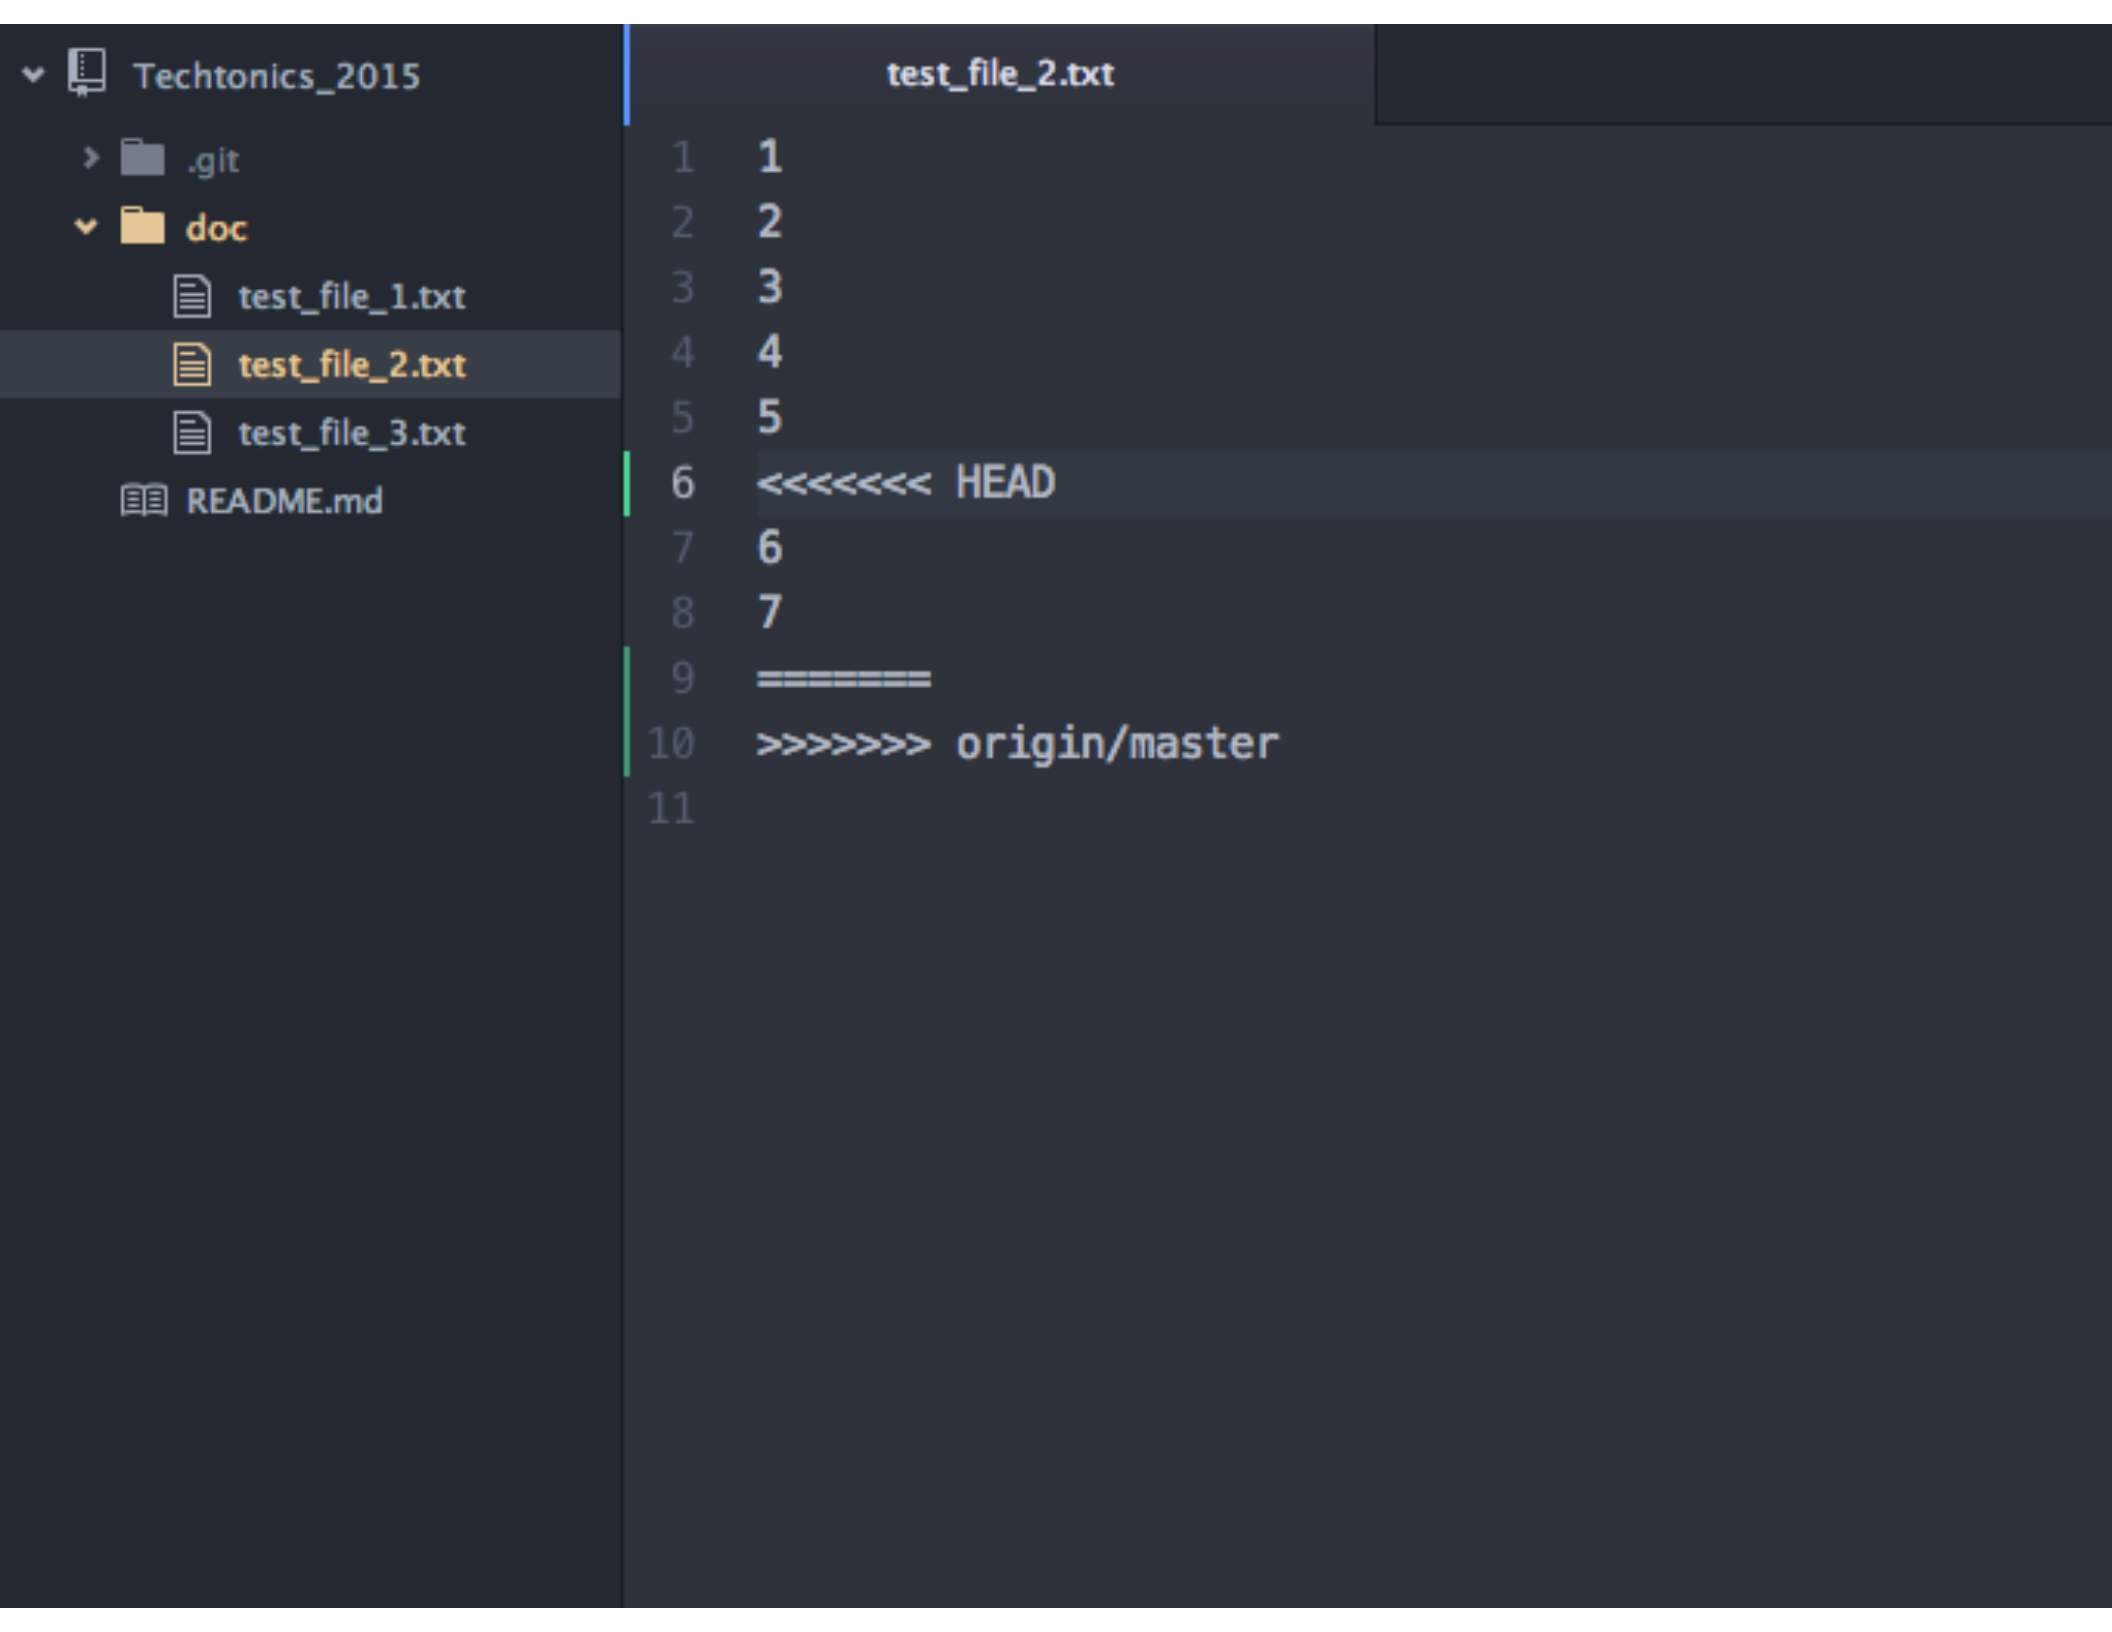 Techtonics_2015
.git
doc
test_file_1.txt
test_file_2.txt
test_file_3.txt
README.md
test_file_2.txt
1 1
2 2
3 3
4 4
5 5
6 <<<<<<< HEAD
7 6
8 7
9 =======
10 >>>>>>> origin/master
11